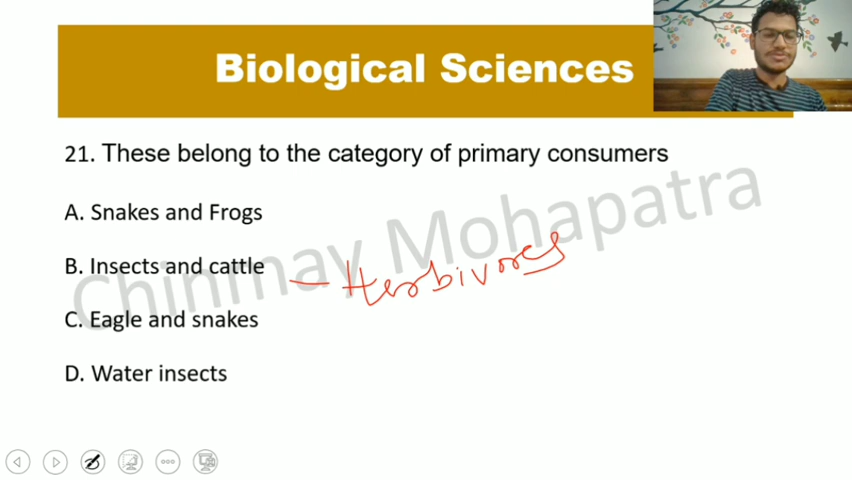 Biological Sciences
21. These belong to the category of primary consumers
A. Snakes and Frogs
B. Insects and cattle
– Herbivores
C. Eagle and snakes
D. Water insects
Chinmay Mohapatra